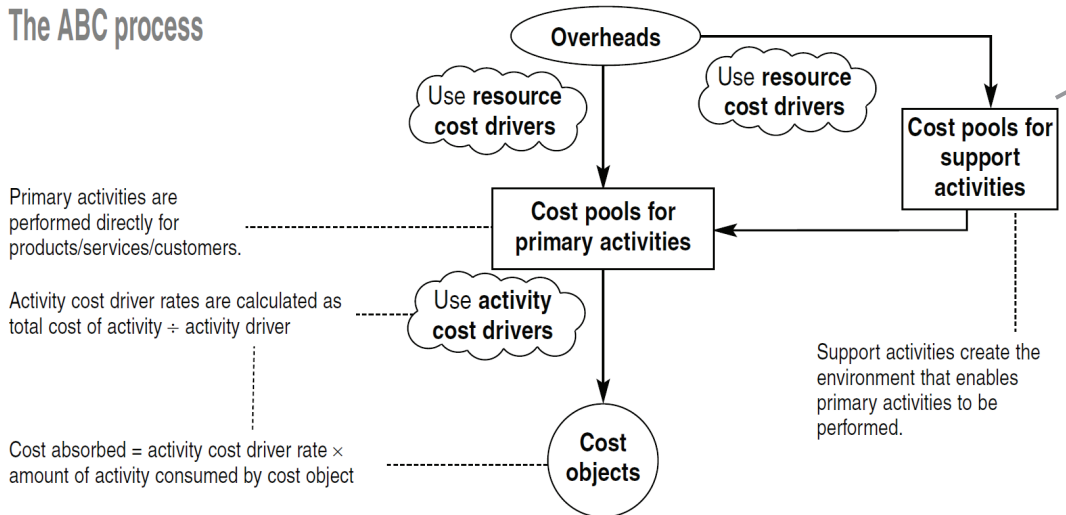 The ABC process
Overheads
Use resource
cost drivers
Use resource
cost drivers
Cost pools for
support
activities
Primary activities are
performed directly for
products/services/customers.
Cost pools for
primary activities
Activity cost driver rates are calculated as
total cost of activity ÷ activity driver
Use activity
cost drivers
Support activities create the
environment that enables
primary activities to be
performed.
Cost absorbed = activity cost driver rate ×
amount of activity consumed by cost object
Cost
objects